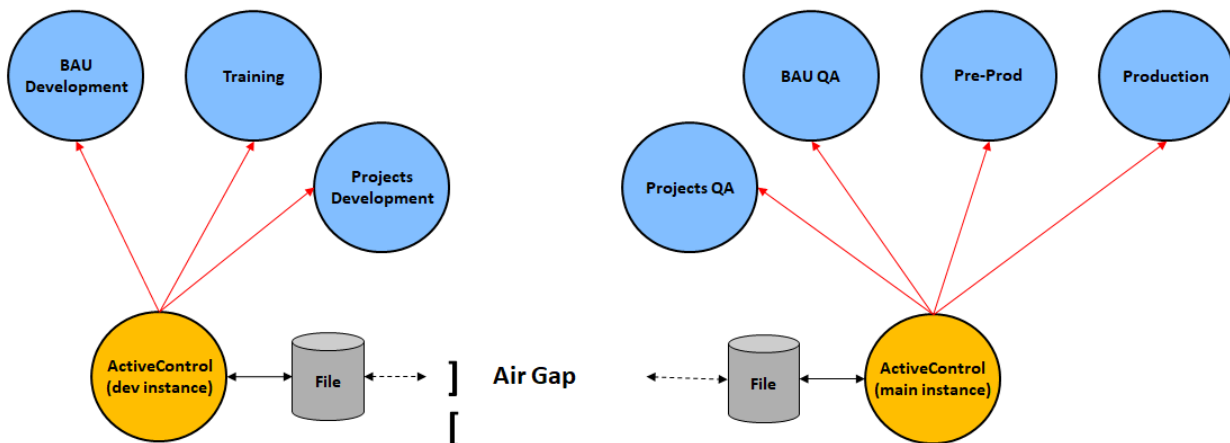 BAU
Development
Training
Projects
Development
BAU QA
Pre-Prod
Production
Projects QA
ActiveControl
(dev instance)
File
] Air Gap
[
File
ActiveControl
(main instance)